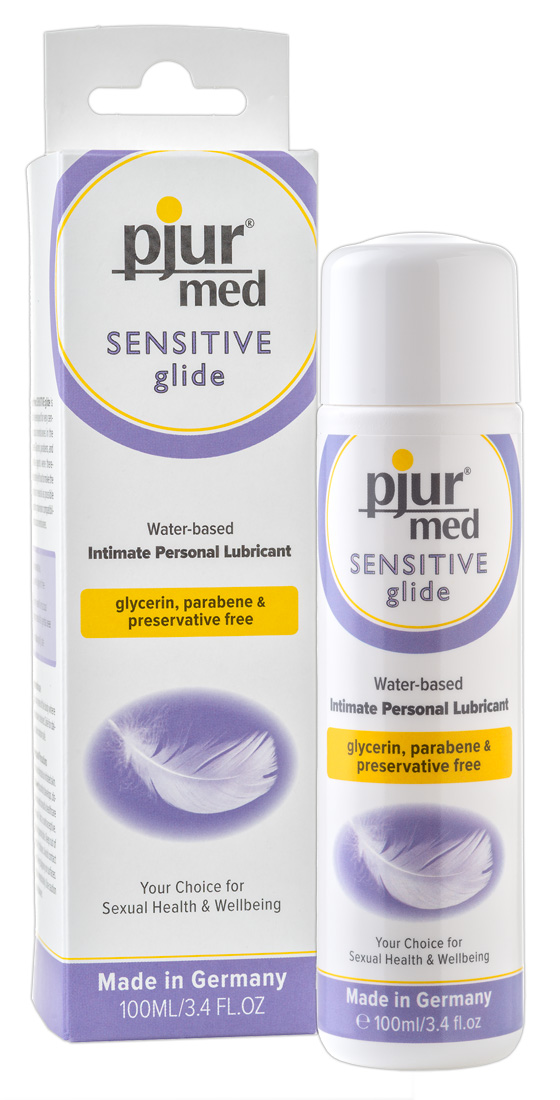 pjur®
med
SENSITIVE
glide
Water-based
Intimate Personal Lubricant
glycerin, parabene &
preservative free
Your Choice for
Sexual Health & Wellbeing
Made in Germany
100ML/3.4 FL.OZ
pjur®
med
SENSITIVE
glide
Water-based
Intimate Personal Lubricant
glycerin, parabene &
preservative free
Your Choice for
Sexual Health & Wellbeing
Made in Germany
℮ 100ml/3.4 fl.oz